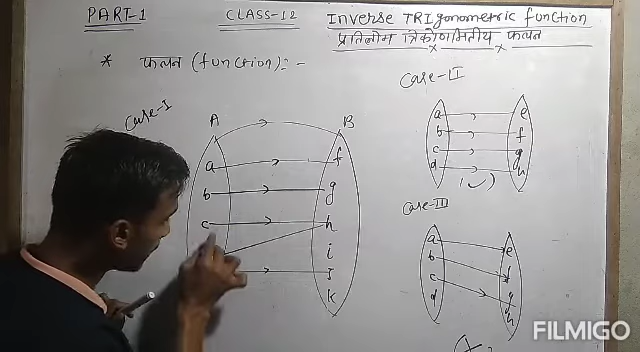 PART-1 CLASS-12 Inverse TRIgonometric function
प्रतिलोम त्रिकोणमितीय फलन
* फलन (function):-
Case-I
A B
a f
b g
c h
i
j
k
Case-II
a e
b f
c g
d h
(✓)
Case-III
a e
b f
c g
d h
FILMIGO